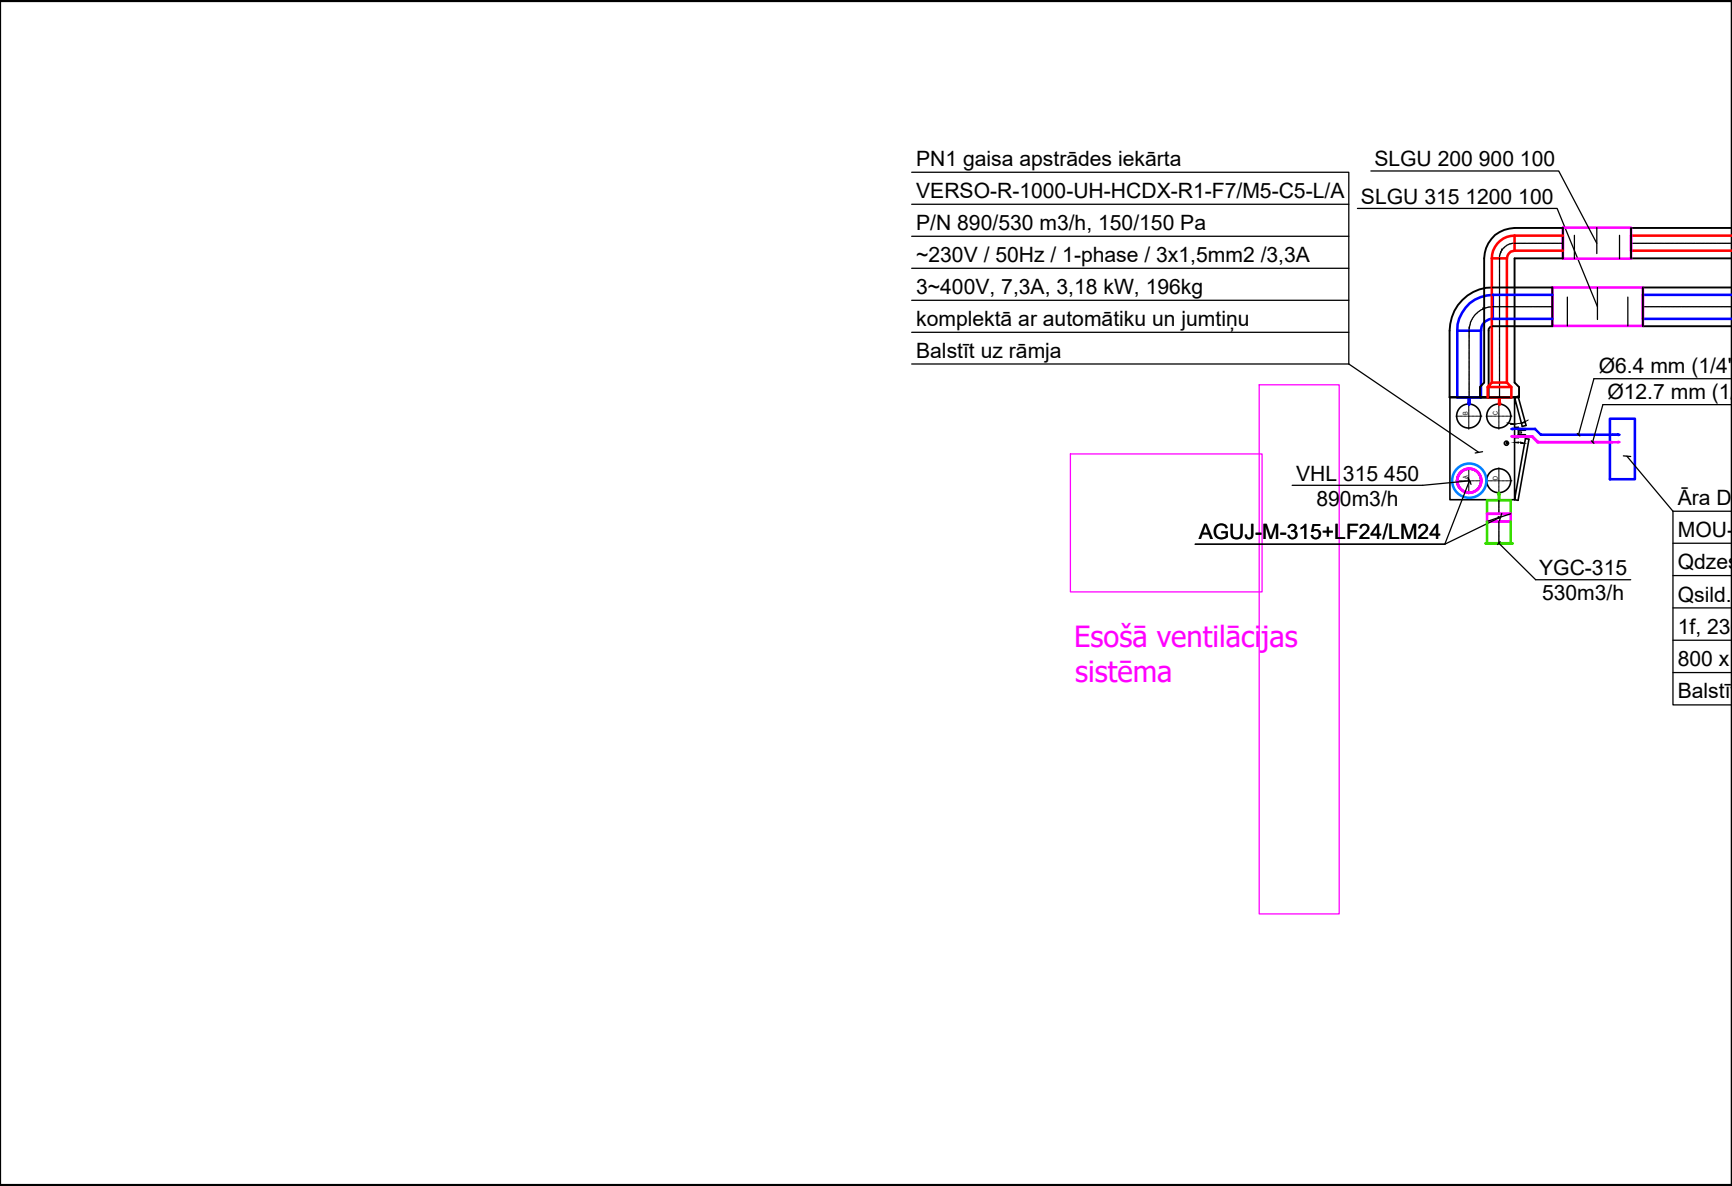 PN1 gaisa apstrādes iekārta
VERSO-R-1000-UH-HCDX-R1-F7/M5-C5-L/A
P/N 890/530 m3/h, 150/150 Pa
~230V / 50Hz / 1-phase / 3x1,5mm2 /3,3A
3~400V, 7,3A, 3,18 kW, 196kg
komplektā ar automātiku un jumtiņu
Balstīt uz rāmja
SLGU 200 900 100
SLGU 315 1200 100
Ø6.4 mm (1/4"
Ø12.7 mm (1/
B
C
A
D
VHL 315 450
890m3/h
AGUJ-M-315+LF24/LM24
YGC-315
530m3/h
Āra D
MOU-
Qdzes
Qsild.
1f, 23
800 x
Balstī
Esošā ventilācijas
sistēma